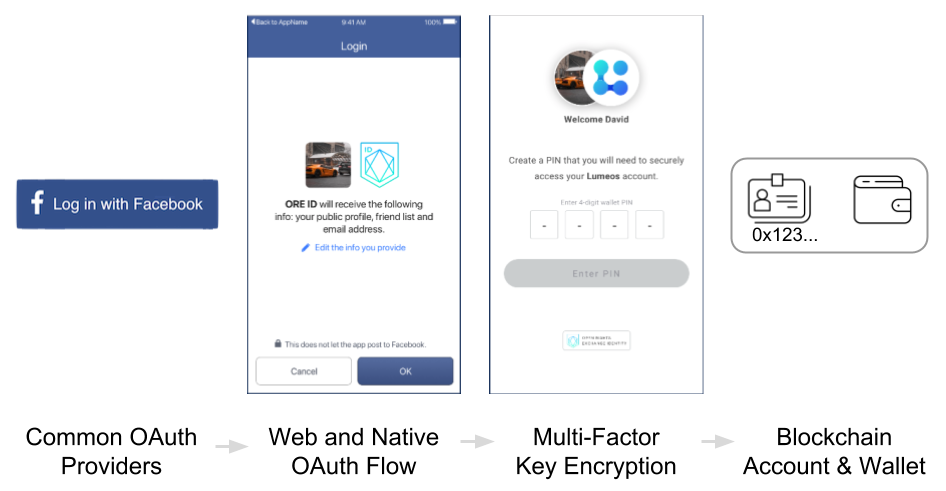 Log in with Facebook
Back to AppName 9:41 AM 100%
Login
ID
ORE ID will receive the following
info: your public profile, friend list and
email address.
Edit the info you provide
This does not let the app post to Facebook.
Cancel
OK
Welcome David
Create a PIN that you will need to securely
access your Lumeos account.
Enter 4-digit wallet PIN
- - - -
Enter PIN
OPEN RIGHTS
EXCHANGE IDENTITY
0x123...
Common OAuth
Providers
Web and Native
OAuth Flow
Multi-Factor
Key Encryption
Blockchain
Account & Wallet